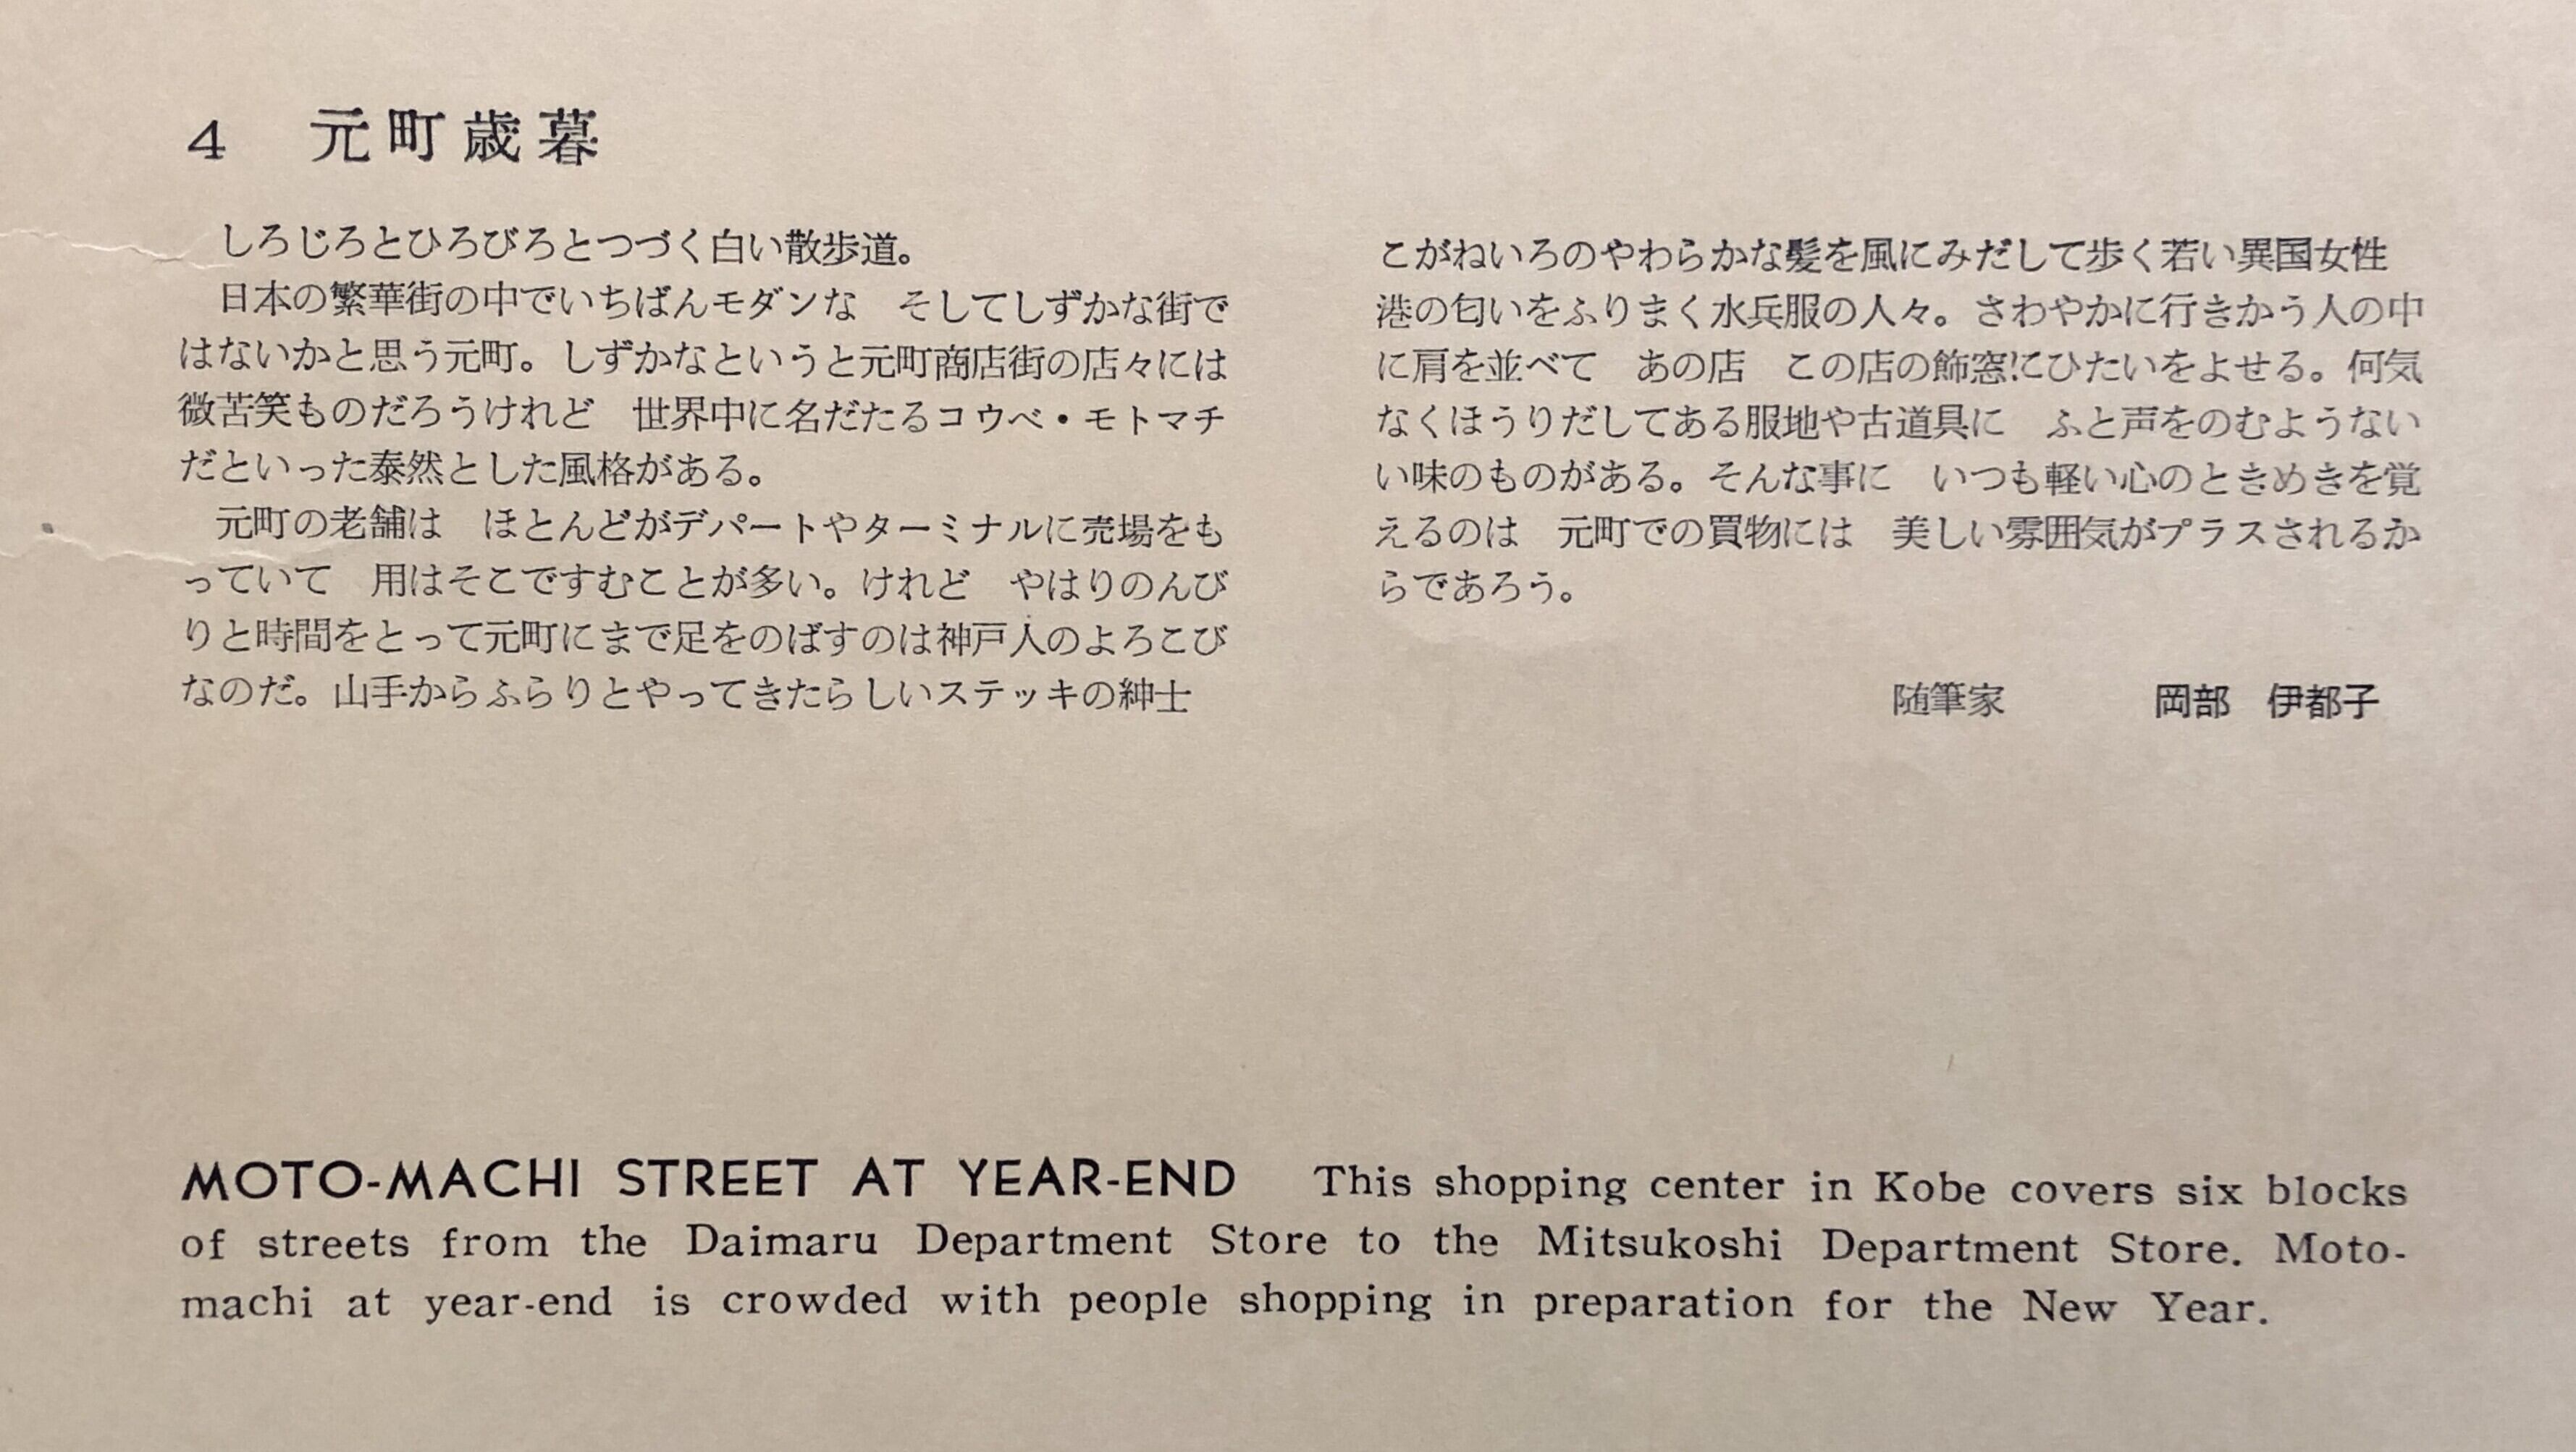 4　元町歳暮
しろじろとひろびろとつづく白い散歩道。
日本の繁華街の中でいちばんモダンな　そしてしずかな街で
はないかと思う元町。しずかなというと元町商店街の店々には
微苦笑ものだろうけれど　世界中に名だたるコウベ・モトマチ
だといった泰然とした風格がある。
元町の老舗は　ほとんどがデパートやターミナルに売場をも
っていて　用はそこですむことが多い。けれど　やはりのんび
りと時間をとって元町にまで足をのばすのは神戸人のよろこび
なのだ。山手からふらりとやってきたらしいステッキの紳士
こがねいろのやわらかな髪を風にみだして歩く若い異国女性
港の匂いをふりまく水兵服の人々。さわやかに行きかう人の中
に肩を並べて　あの店　この店の飾窓にひたいをよせる。何気
なくほうりだしてある服地や古道具に　ふと声をのむようない
い味のものがある。そんな事に　いつも軽い心のときめきを覚
えるのは　元町での買物には　美しい雰囲気がプラスされるか
らであろう。
随筆家　岡部　伊都子
MOTO-MACHI STREET AT YEAR-END This shopping center in Kobe covers six blocks
of streets from the Daimaru Department Store to the Mitsukoshi Department Store. Moto-
machi at year-end is crowded with people shopping in preparation for the New Year.